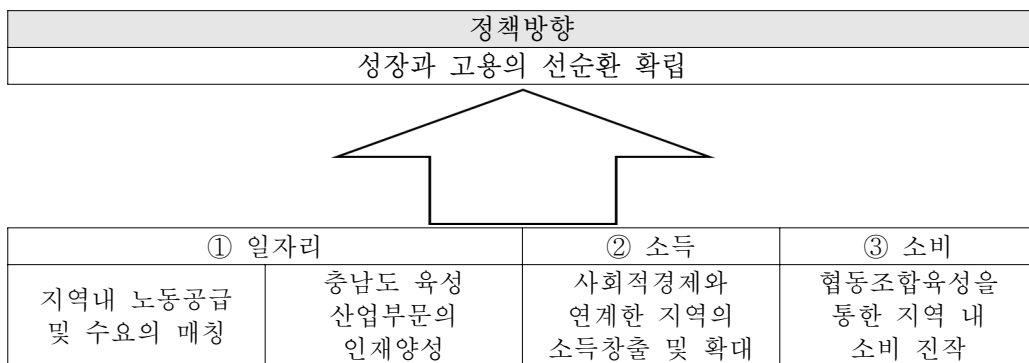 정책방향
성장과 고용의 선순환 확립
① 일자리
② 소득
③ 소비
지역내 노동공급
및 수요의 매칭
충남도 육성
산업부문의
인재양성
사회적경제와
연계한 지역의
소득창출 및 확대
협동조합육성을
통한 지역 내
소비 진작